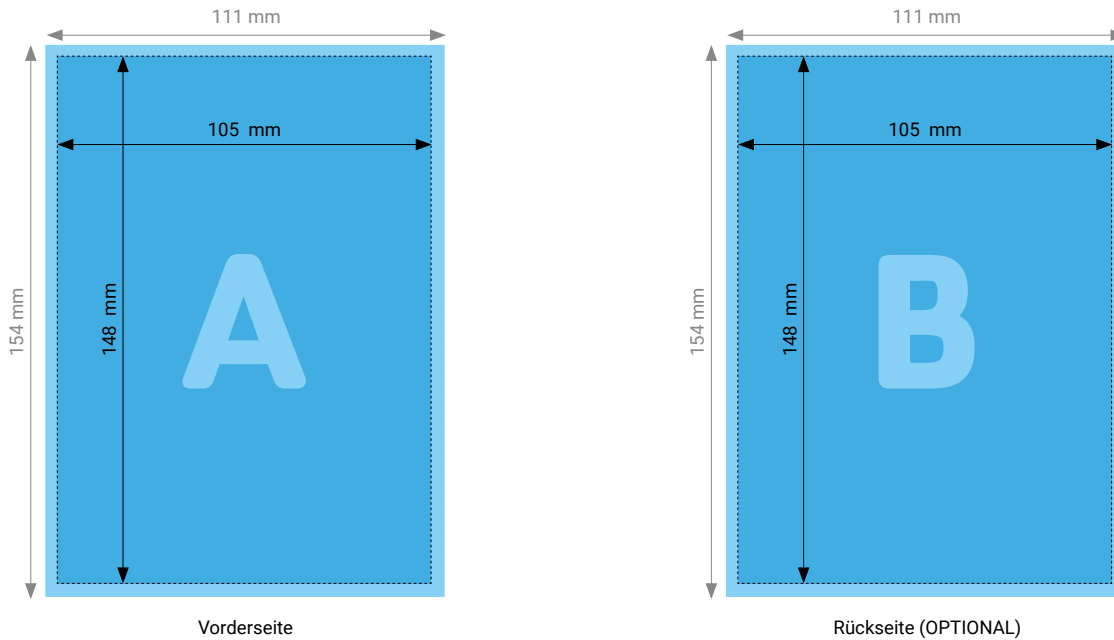 111 mm
105 mm
148 mm
154 mm
A
Vorderseite
111 mm
105 mm
148 mm
154 mm
B
Rückseite (OPTIONAL)